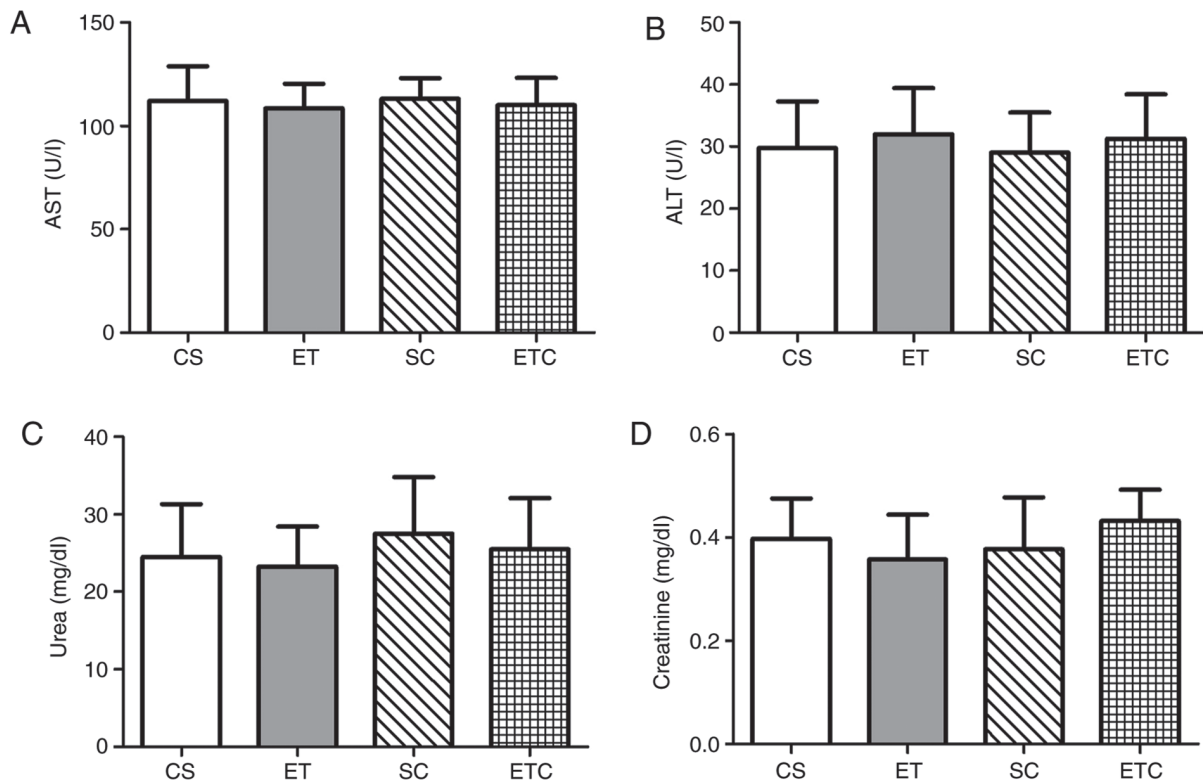 A
AST (U/l)
150
100
50
0
CS ET SC ETC
B
ALT (U/l)
50
40
30
20
10
0
CS ET SC ETC
C
Urea (mg/dl)
40
30
20
10
0
CS ET SC ETC
D
Creatinine (mg/dl)
0.6
0.4
0.2
0.0
CS ET SC ETC